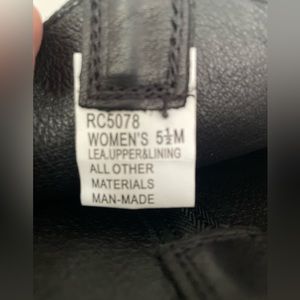 RC5078
WOMEN'S 5½M
LEA.UPPER&LINING
ALL OTHER
MATERIALS
MAN-MADE